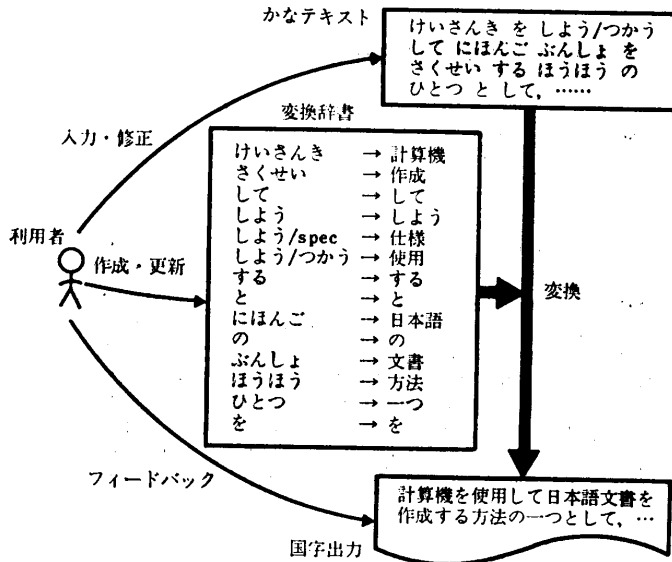 かなテキスト
けいさんき を しよう/つかう
して にほんご ぶんしょ を
さくせい する ほうほう の
ひとつ と して, ……
入力・修正
変換辞書
けいさんき → 計算機
さくせい → 作成
して → して
しよう → しよう
しよう/spec → 仕様
しよう/つかう → 使用
する → する
と → と
にほんご → 日本語
の → の
ぶんしょ → 文書
ほうほう → 方法
ひとつ → 一つ
を → を
利用者
作成・更新
変換
フィードバック
計算機を使用して日本語文書を
作成する方法の一つとして, …
国字出力